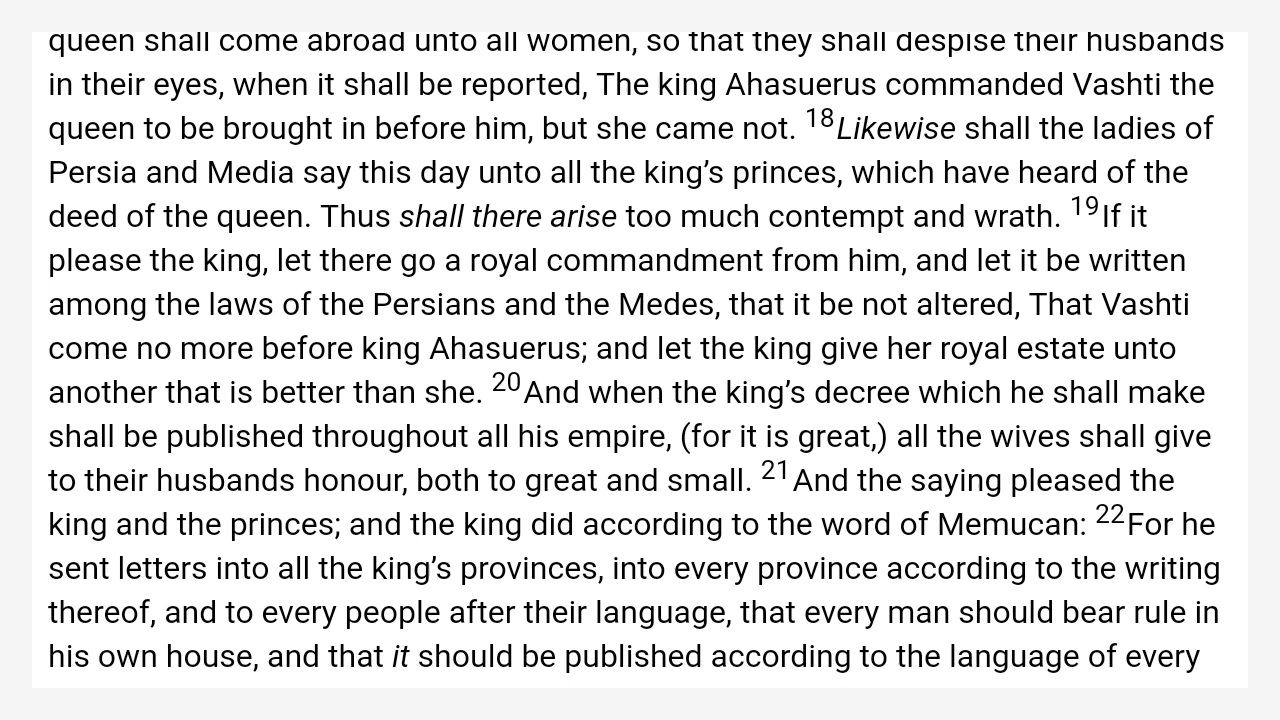 queen shall come abroad unto all women, so that they shall despise their husbands
in their eyes, when it shall be reported, The king Ahasuerus commanded Vashti the
queen to be brought in before him, but she came not. 18Likewise shall the ladies of
Persia and Media say this day unto all the king’s princes, which have heard of the
deed of the queen. Thus shall there arise too much contempt and wrath. 19If it
please the king, let there go a royal commandment from him, and let it be written
among the laws of the Persians and the Medes, that it be not altered, That Vashti
come no more before king Ahasuerus; and let the king give her royal estate unto
another that is better than she. 20And when the king’s decree which he shall make
shall be published throughout all his empire, (for it is great,) all the wives shall give
to their husbands honour, both to great and small. 21And the saying pleased the
king and the princes; and the king did according to the word of Memucan: 22For he
sent letters into all the king’s provinces, into every province according to the writing
thereof, and to every people after their language, that every man should bear rule in
his own house, and that it should be published according to the language of every